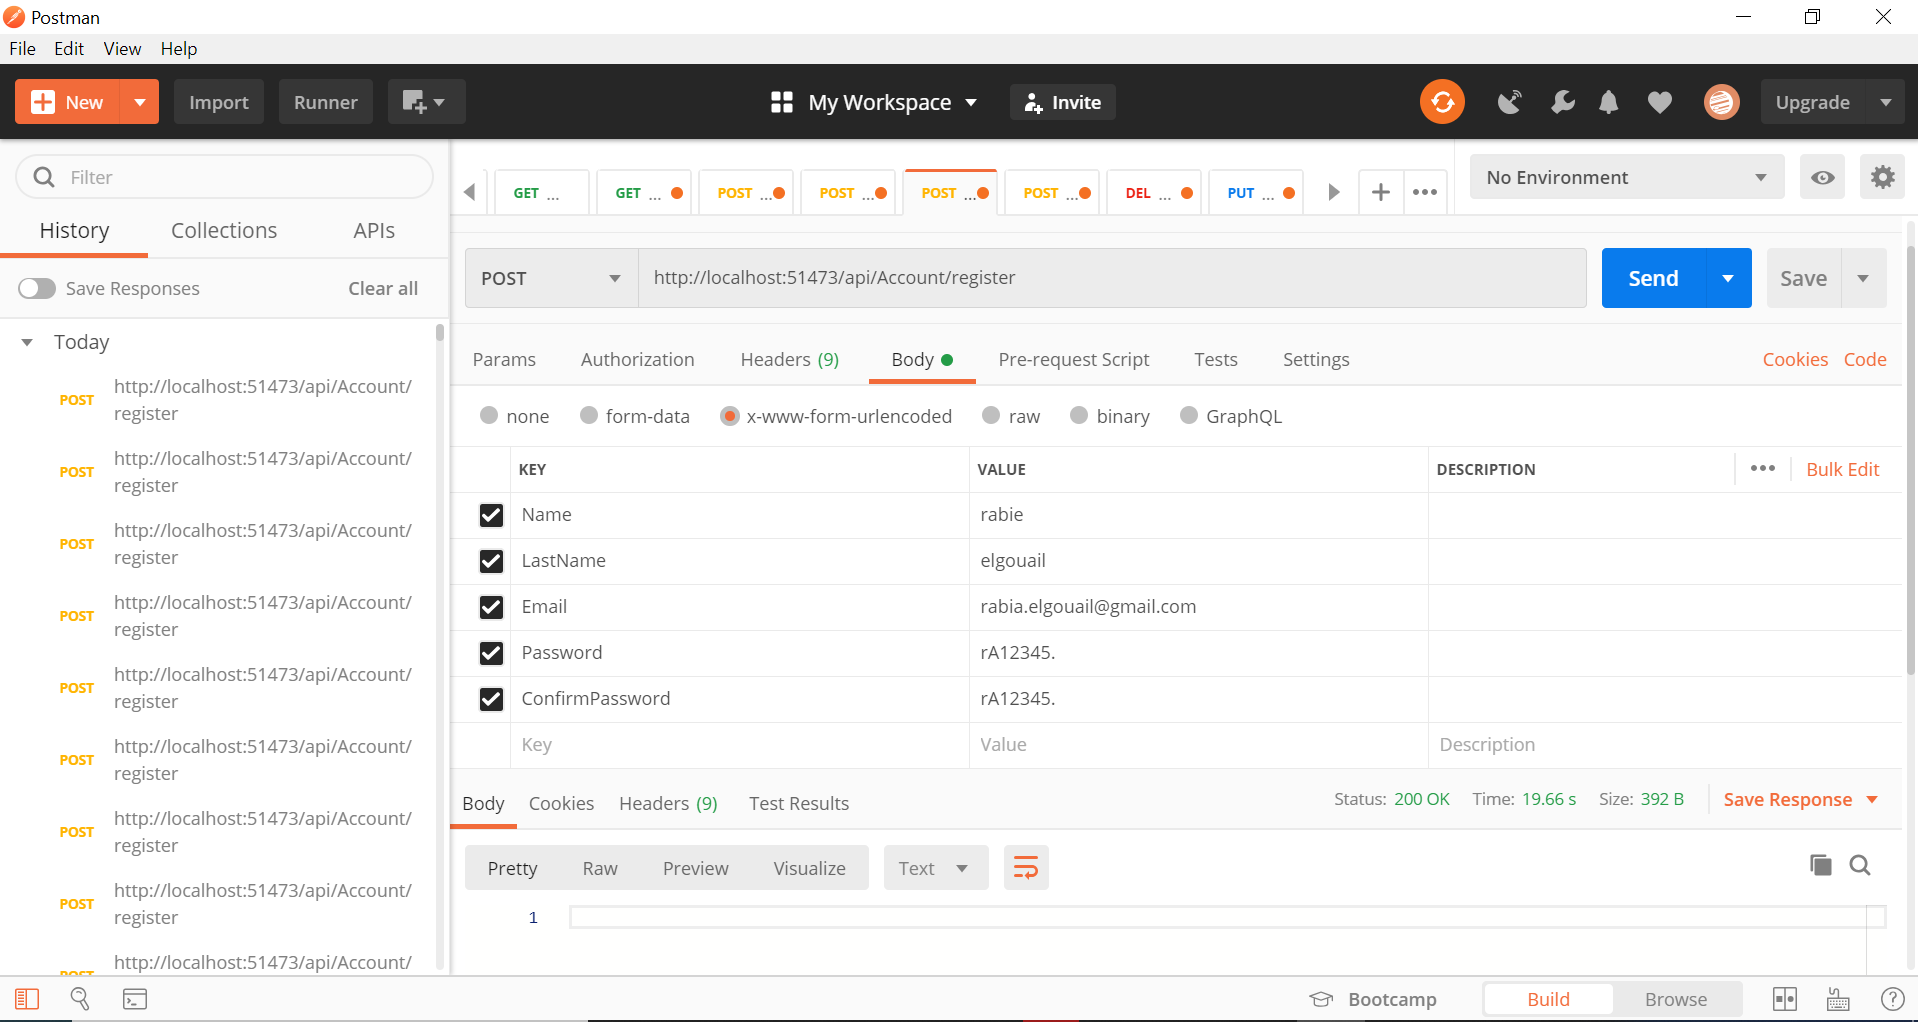 Postman
File Edit View Help
New Import Runner My Workspace Invite Upgrade
Filter
History Collections APIs
Save Responses Clear all
Today
POST http://localhost:51473/api/Account/
register
POST http://localhost:51473/api/Account/
register
POST http://localhost:51473/api/Account/
register
POST http://localhost:51473/api/Account/
register
POST http://localhost:51473/api/Account/
register
POST http://localhost:51473/api/Account/
register
POST http://localhost:51473/api/Account/
register
POST http://localhost:51473/api/Account/
register
POST http://localhost:51473/api/Account/
GET ... GET ... POST ... POST ... POST ... POST ... DEL ... PUT ...
No Environment
POST http://localhost:51473/api/Account/register Send Save
Params Authorization Headers (9) Body Pre-request Script Tests Settings Cookies Code
none form-data x-www-form-urlencoded raw binary GraphQL
KEY VALUE DESCRIPTION Bulk Edit
Name rabie
LastName elgouail
Email rabia.elgouail@gmail.com
Password rA12345.
ConfirmPassword rA12345.
Key Value Description
Body Cookies Headers (9) Test Results Status: 200 OK Time: 19.66 s Size: 392 B Save Response
Pretty Raw Preview Visualize Text
1
Bootcamp Build Browse